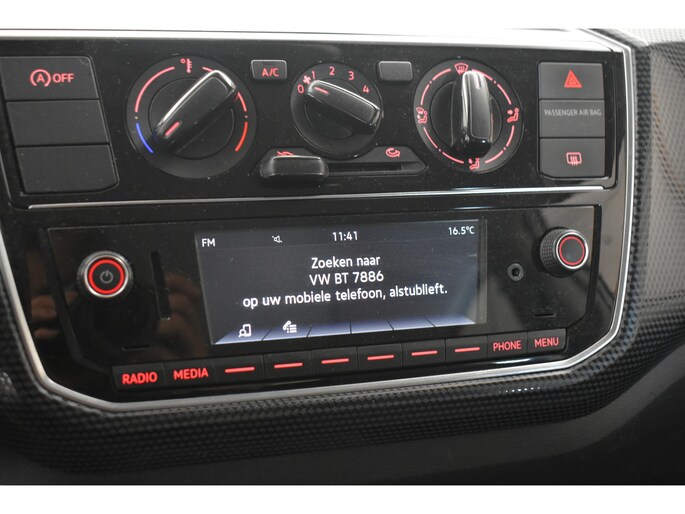 OFF
A/C
0 1 2 3 4
PASSENGER AIR BAG
FM
11:41
16.5°C
Zoeken naar
VW BT 7886
op uw mobiele telefoon, alstublieft.
RADIO
MEDIA
PHONE
MENU